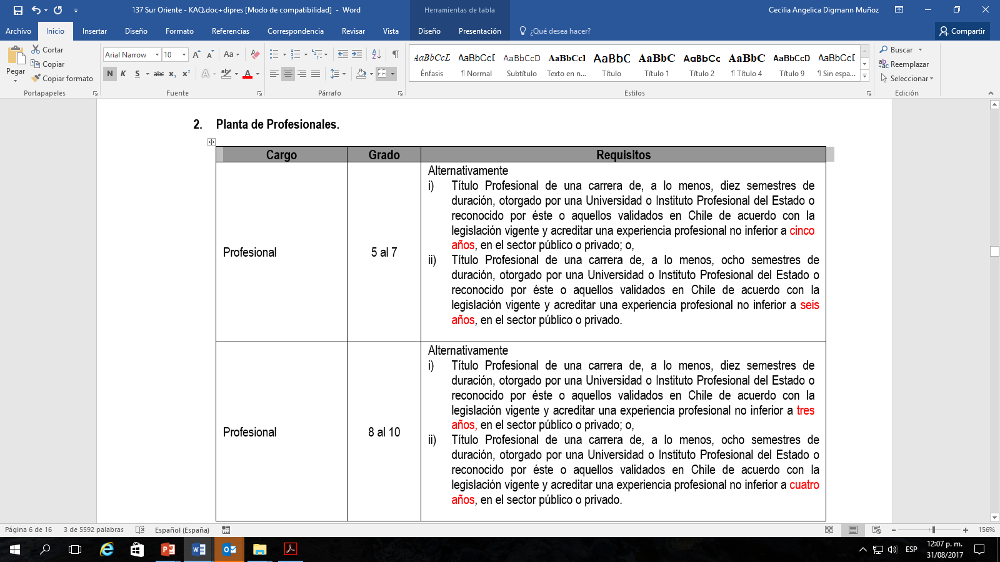 137 Sur Oriente - KAQ.doc+dipres [Modo de compatibilidad] - Word
Herramientas de tabla
Cecilia Angelica Digmann Muñoz
Archivo Inicio Insertar Diseño Formato Referencias Correspondencia Revisar Vista Diseño Presentación ¿Qué desea hacer? Compartir
Pegar
Cortar
Copiar
Copiar formato
Portapapeles
Arial Narrow 10
N K S abc x₂ x²
Fuente
Párrafo
AaBbCcD AaBbCcD AaBbCcD AaBbCcI AaBbC AaBbC AaBbCc AaBbC AaBbCcD AaBbCcD
Énfasis ¶ Normal Subtítulo Texto en n... Título Título 1 Título 2 ¶ Título 4 Título 9 ¶ Sin espa...
Estilos
Buscar
Reemplazar
Seleccionar
Edición
2. Planta de Profesionales.
Cargo Grado Requisitos
Profesional
5 al 7
Alternativamente
i) Título Profesional de una carrera de, a lo menos, diez semestres de
duración, otorgado por una Universidad o Instituto Profesional del Estado o
reconocido por éste o aquellos validados en Chile de acuerdo con la
legislación vigente y acreditar una experiencia profesional no inferior a cinco
años, en el sector público o privado; o,
ii) Título Profesional de una carrera de, a lo menos, ocho semestres de
duración, otorgado por una Universidad o Instituto Profesional del Estado o
reconocido por éste o aquellos validados en Chile de acuerdo con la
legislación vigente y acreditar una experiencia profesional no inferior a seis
años, en el sector público o privado.
Profesional
8 al 10
Alternativamente
i) Título Profesional de una carrera de, a lo menos, diez semestres de
duración, otorgado por una Universidad o Instituto Profesional del Estado o
reconocido por éste o aquellos validados en Chile de acuerdo con la
legislación vigente y acreditar una experiencia profesional no inferior a tres
años, en el sector público o privado; o,
ii) Título Profesional de una carrera de, a lo menos, ocho semestres de
duración, otorgado por una Universidad o Instituto Profesional del Estado o
reconocido por éste o aquellos validados en Chile de acuerdo con la
legislación vigente y acreditar una experiencia profesional no inferior a cuatro
años, en el sector público o privado.
Página 6 de 16 3 de 5592 palabras Español (España) 156%
ESP
12:07 p. m.
31/08/2017